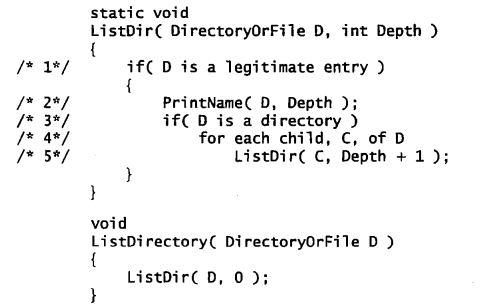 static void
ListDir( DirectoryOrFile D, int Depth )
{
/* 1*/ if( D is a legitimate entry )
{
/* 2*/ PrintName( D, Depth );
/* 3*/ if( D is a directory )
/* 4*/ for each child, C, of D
/* 5*/ ListDir( C, Depth + 1 );
}
}
void
ListDirectory( DirectoryOrFile D )
{
ListDir( D, 0 );
}